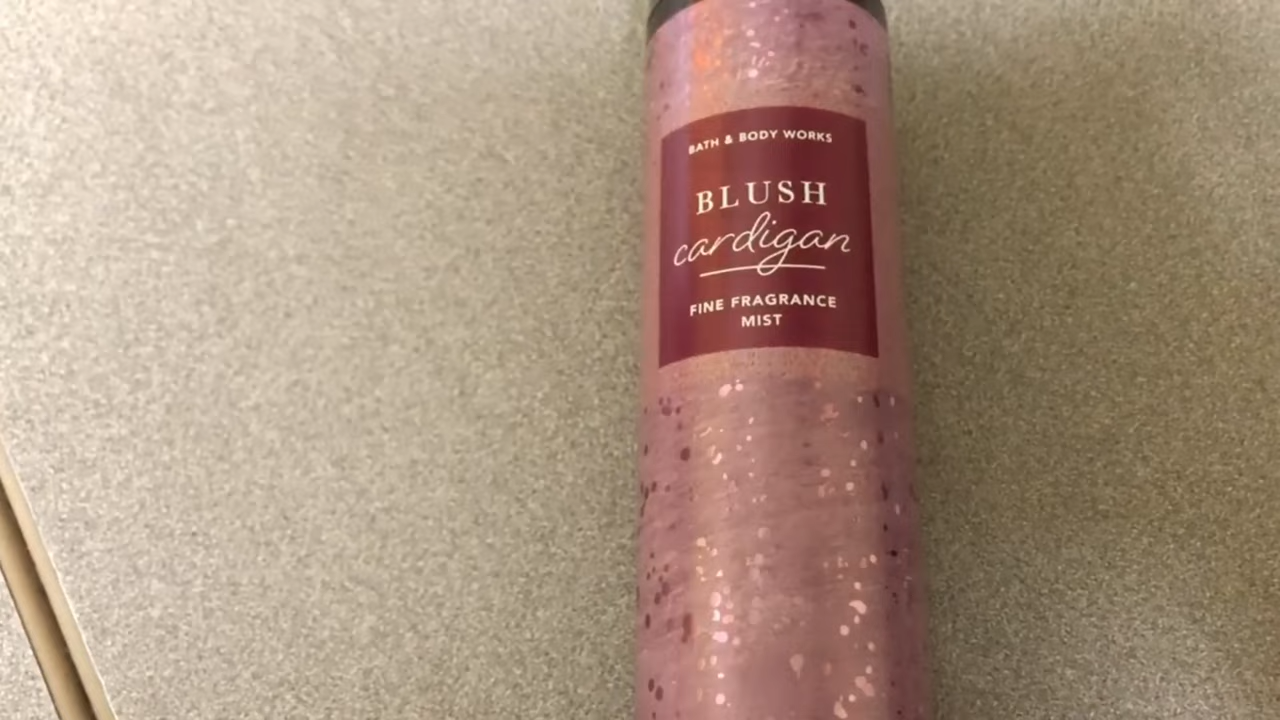 BATH & BODY WORKS
BLUSH
cardigan
FINE FRAGRANCE
MIST